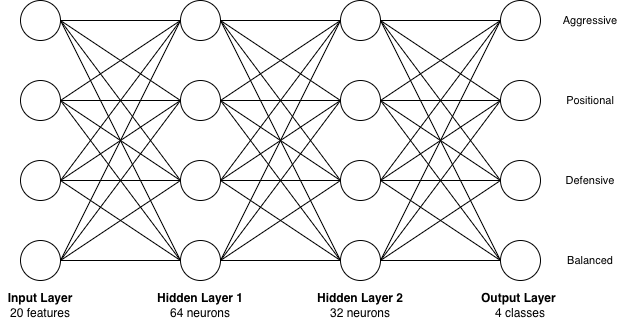 Aggressive
Positional
Defensive
Balanced
Input Layer
20 features
Hidden Layer 1
64 neurons
Hidden Layer 2
32 neurons
Output Layer
4 classes